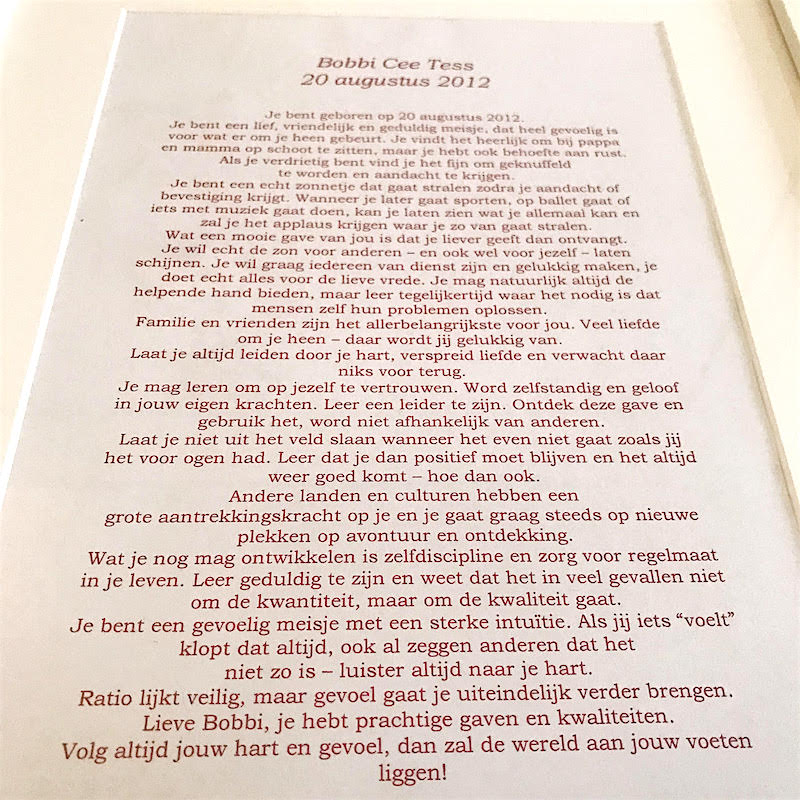 Bobbi Cee Tess
20 augustus 2012
Je bent geboren op 20 augustus 2012.
Je bent een lief, vriendelijk en geduldig meisje, dat heel gevoelig is
voor wat er om je heen gebeurt. Je vindt het heerlijk om bij pappa
en mamma op schoot te zitten, maar je hebt ook behoefte aan rust.
Als je verdrietig bent vind je het fijn om geknuffeld
te worden en aandacht te krijgen.
Je bent een echt zonnetje dat gaat stralen zodra je aandacht of
bevestiging krijgt. Wanneer je later gaat sporten, op ballet gaat of
iets met muziek gaat doen, kan je laten zien wat je allemaal kan en
zal je het applaus krijgen waar je zo van gaat stralen.
Wat een mooie gave van jou is dat je liever geeft dan ontvangt.
Je wil echt de zon voor anderen – en ook wel voor jezelf – laten
schijnen. Je wil graag iedereen van dienst zijn en gelukkig maken, je
doet echt alles voor de lieve vrede. Je mag natuurlijk altijd de
helpende hand bieden, maar leer tegelijkertijd waar het nodig is dat
mensen zelf hun problemen oplossen.
Familie en vrienden zijn het allerbelangrijkste voor jou. Veel liefde
om je heen – daar wordt jij gelukkig van.
Laat je altijd leiden door je hart, verspreid liefde en verwacht daar
niks voor terug.
Je mag leren om op jezelf te vertrouwen. Word zelfstandig en geloof
in jouw eigen krachten. Leer een leider te zijn. Ontdek deze gave en
gebruik het, word niet afhankelijk van anderen.
Laat je niet uit het veld slaan wanneer het even niet gaat zoals jij
het voor ogen had. Leer dat je dan positief moet blijven en het altijd
weer goed komt – hoe dan ook.
Andere landen en culturen hebben een
grote aantrekkingskracht op je en je gaat graag steeds op nieuwe
plekken op avontuur en ontdekking.
Wat je nog mag ontwikkelen is zelfdiscipline en zorg voor regelmaat
in je leven. Leer geduldig te zijn en weet dat het in veel gevallen niet
om de kwantiteit, maar om de kwaliteit gaat.
Je bent een gevoelig meisje met een sterke intuïtie. Als jij iets “voelt”
klopt dat altijd, ook al zeggen anderen dat het
niet zo is – luister altijd naar je hart.
Ratio lijkt veilig, maar gevoel gaat je uiteindelijk verder brengen.
Lieve Bobbi, je hebt prachtige gaven en kwaliteiten.
Volg altijd jouw hart en gevoel, dan zal de wereld aan jouw voeten
liggen!